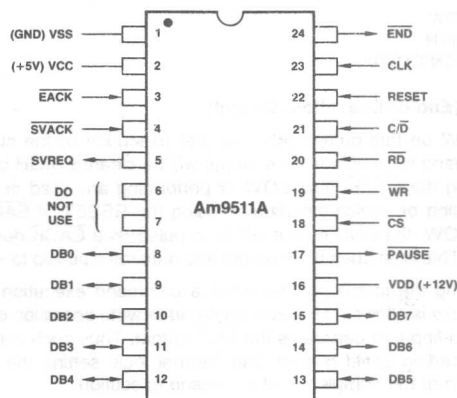 (GND) VSS 1 24 END
(+5V) VCC 2 23 CLK
EACK 3 22 RESET
SVACK 4 21 C/D
SVREQ 5 20 RD
DO NOT USE 6 Am9511A 19 WR
7 18 CS
DB0 8 17 PAUSE
DB1 9 16 VDD (+12V)
DB2 10 15 DB7
DB3 11 14 DB6
DB4 12 13 DB5